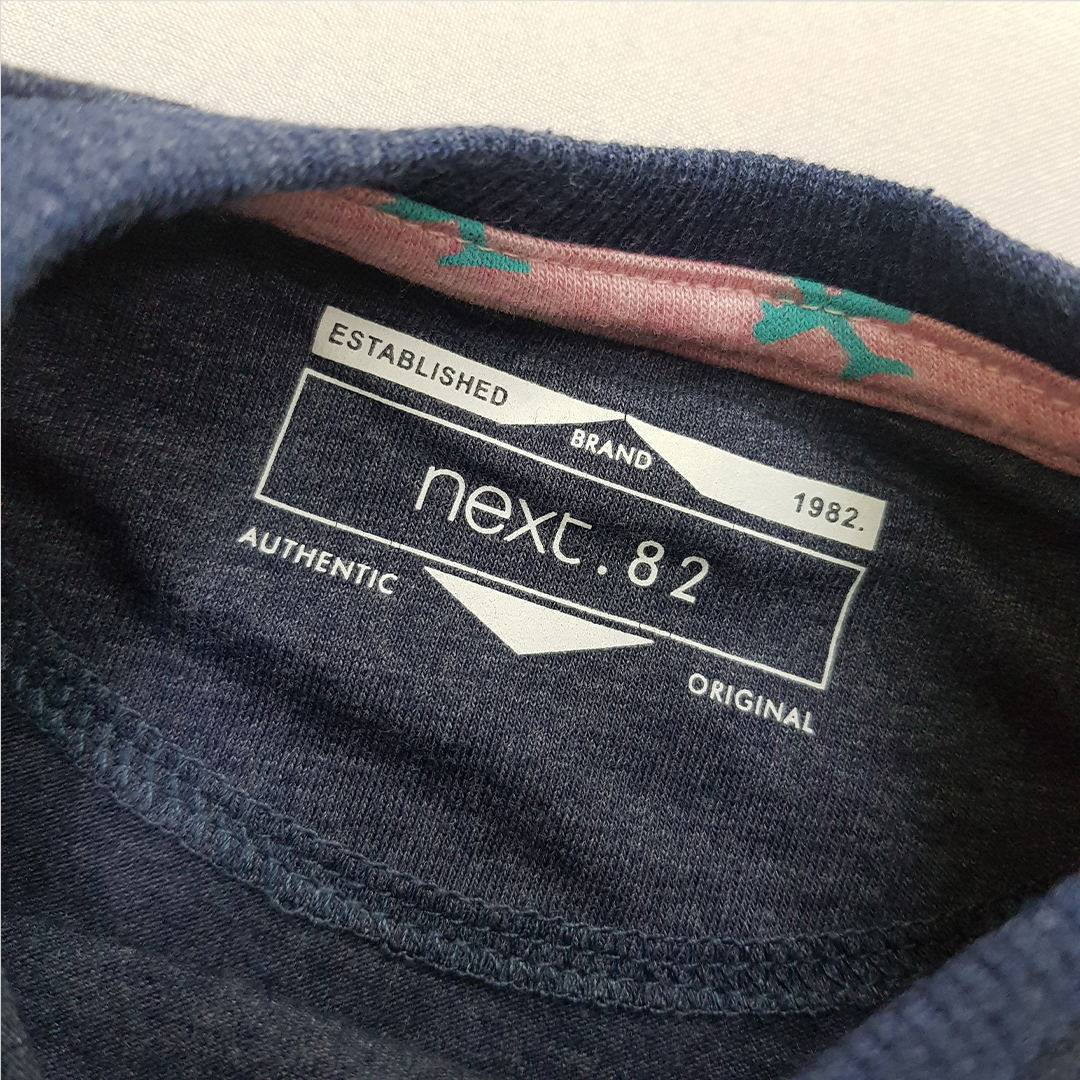 ESTABLISHED
BRAND
1982.
next.82
AUTHENTIC
ORIGINAL